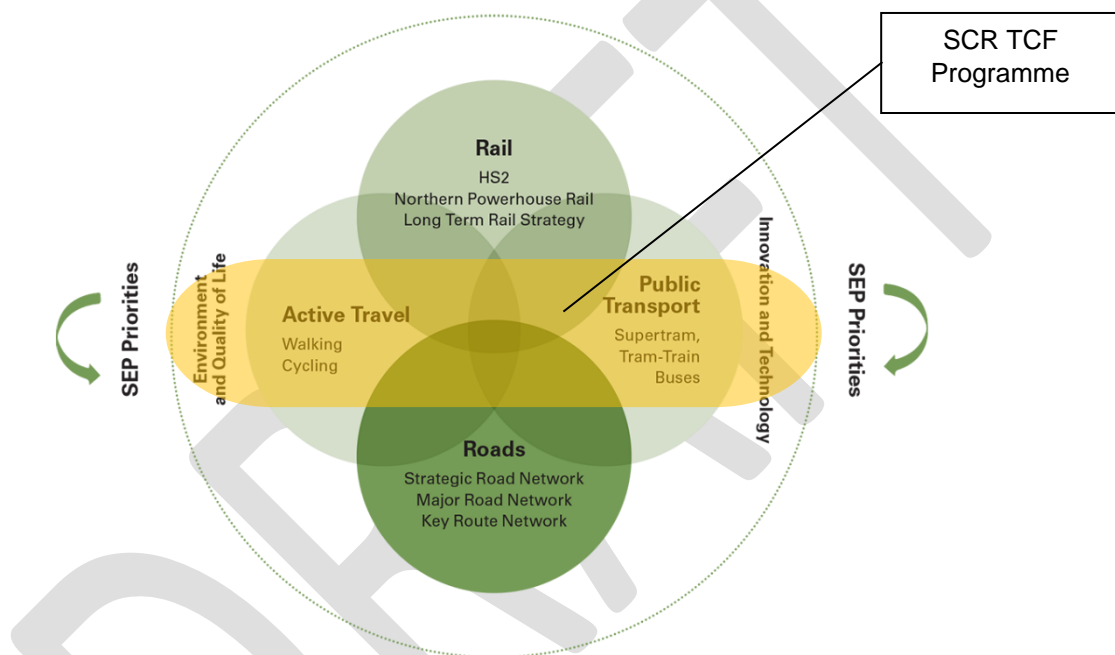 SCR TCF
Programme
Rail
HS2
Northern Powerhouse Rail
Long Term Rail Strategy
SEP Priorities
Environment
and Quality of Life
Active Travel
Walking
Cycling
Public
Transport
Supertram,
Tram-Train
Buses
Innovation and Technology
SEP Priorities
Roads
Strategic Road Network
Major Road Network
Key Route Network
DRAFT